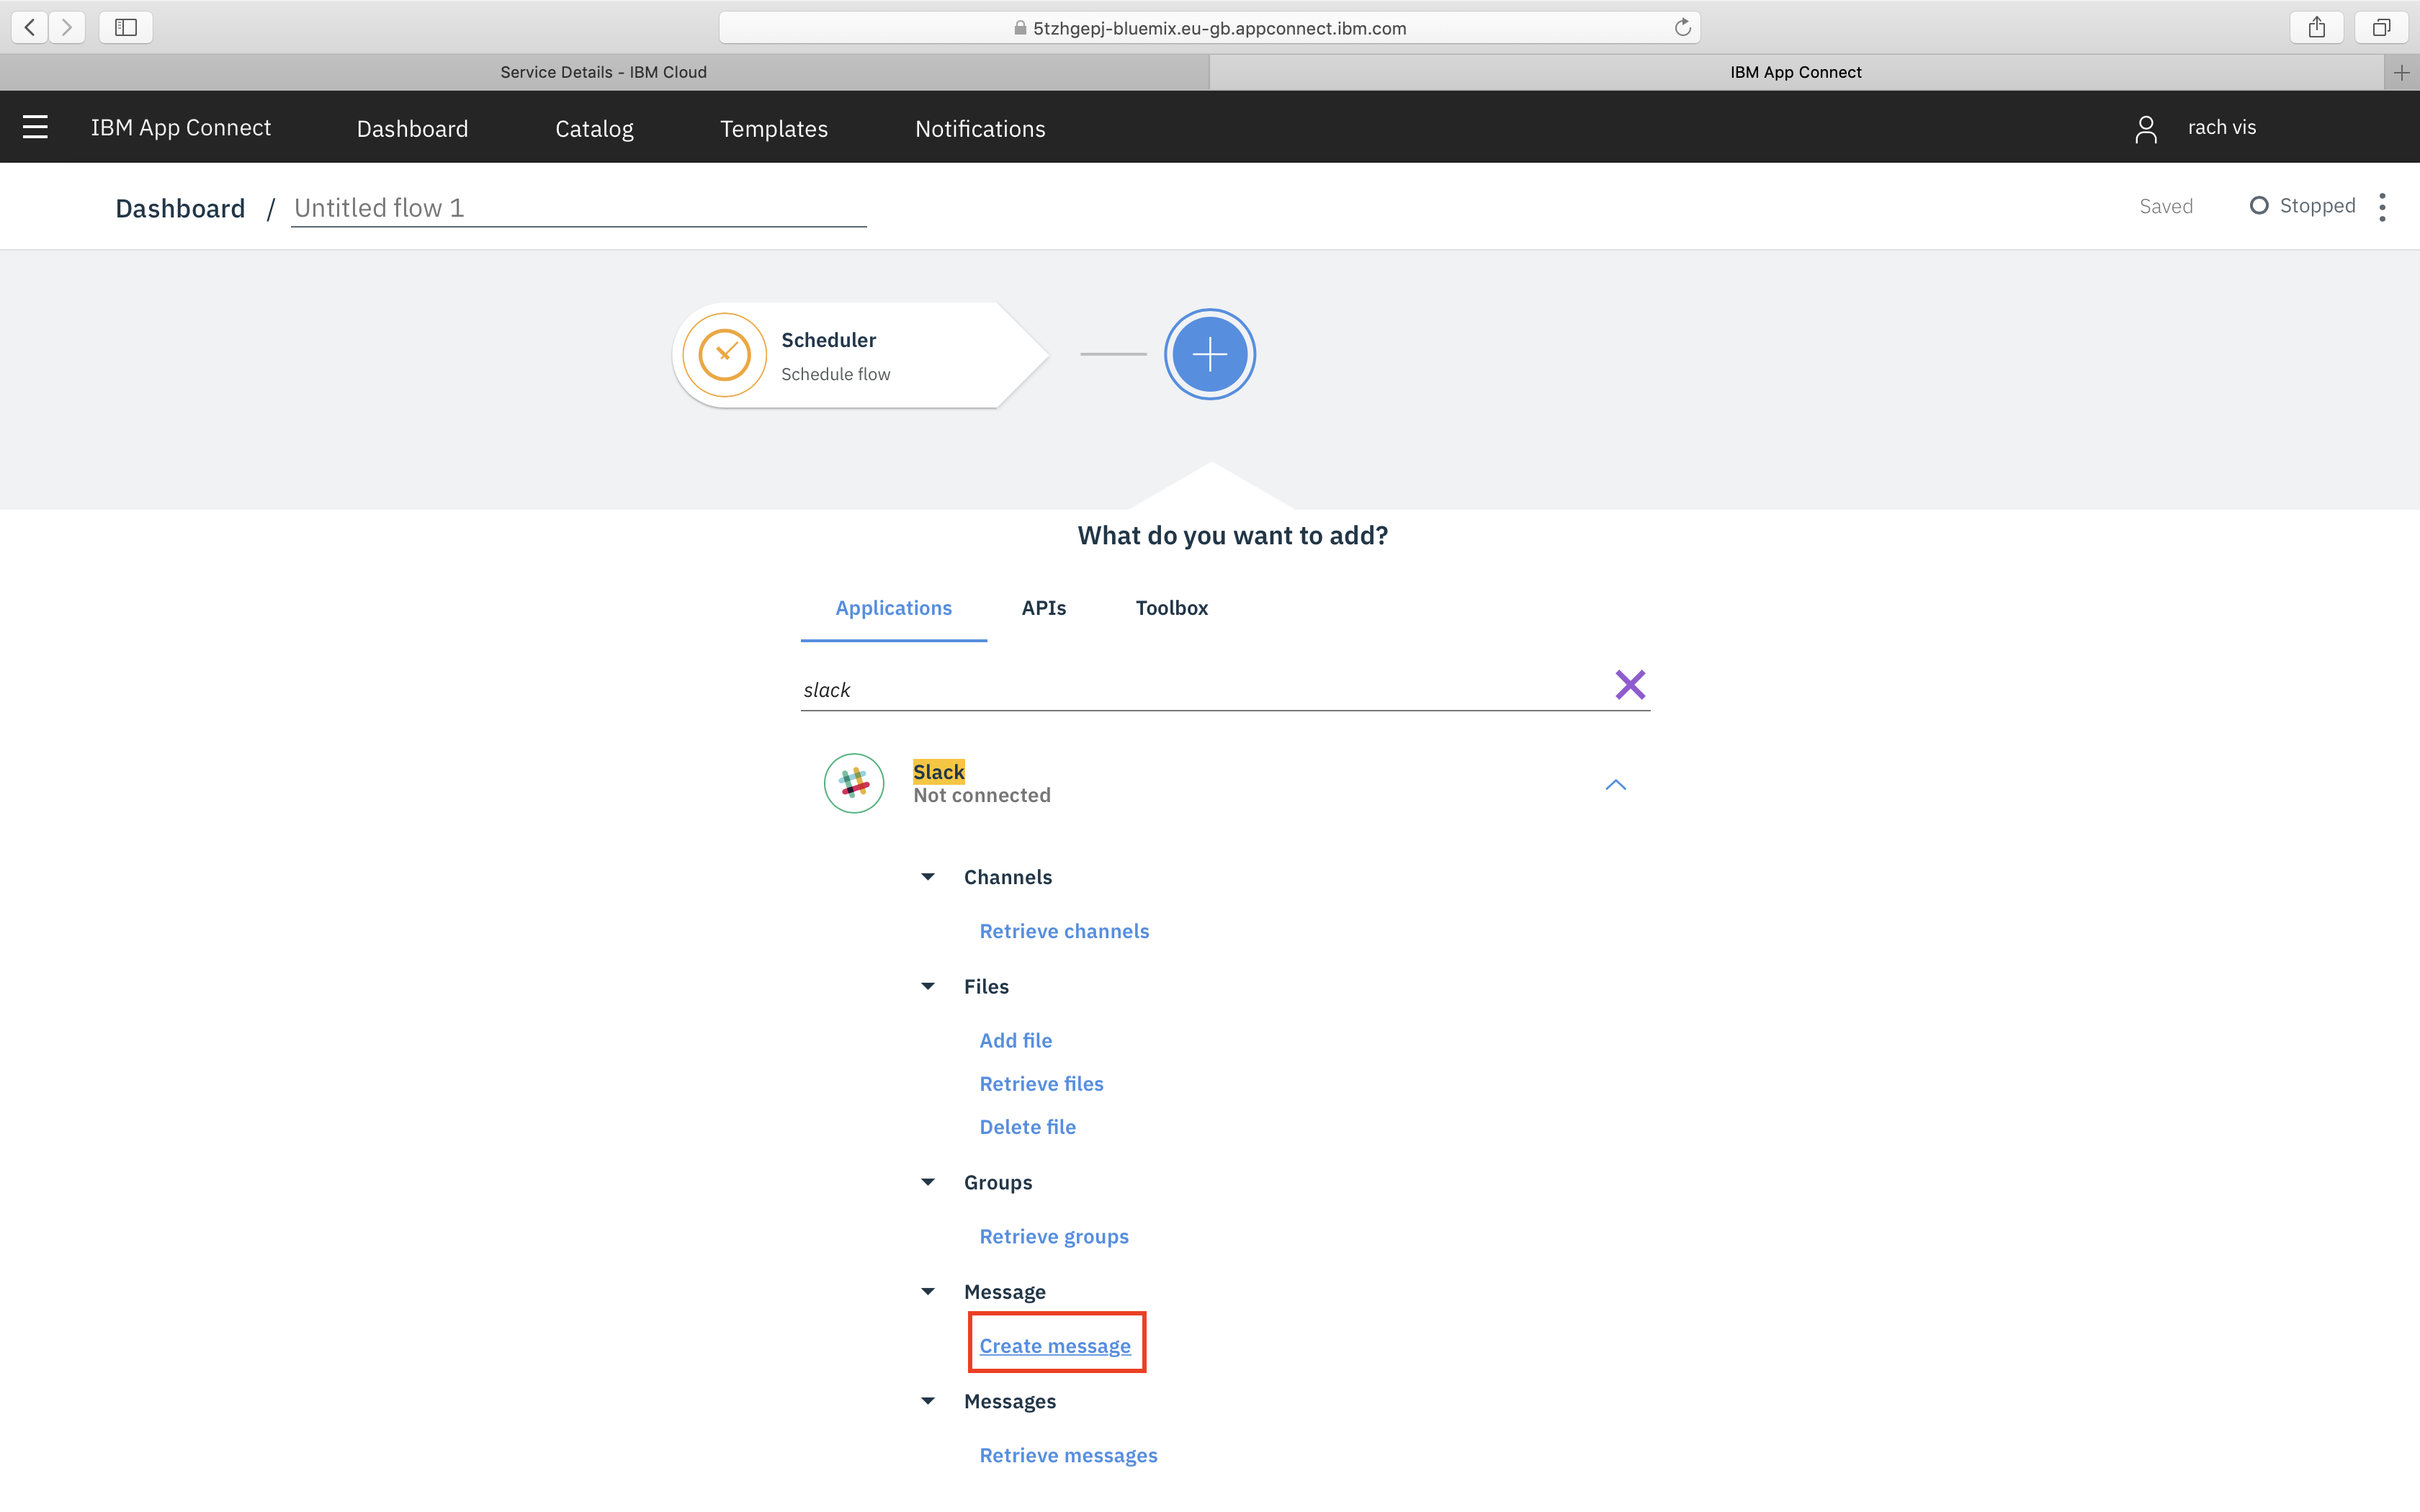 5tzhgepj-bluemix.eu-gb.appconnect.ibm.com
Service Details - IBM Cloud
IBM App Connect
IBM App Connect
Dashboard
Catalog
Templates
Notifications
rach vis
Dashboard / Untitled flow 1
Saved
Stopped
Scheduler
Schedule flow
What do you want to add?
Applications
APIs
Toolbox
slack
Slack
Not connected
Channels
Retrieve channels
Files
Add file
Retrieve files
Delete file
Groups
Retrieve groups
Message
Create message
Messages
Retrieve messages